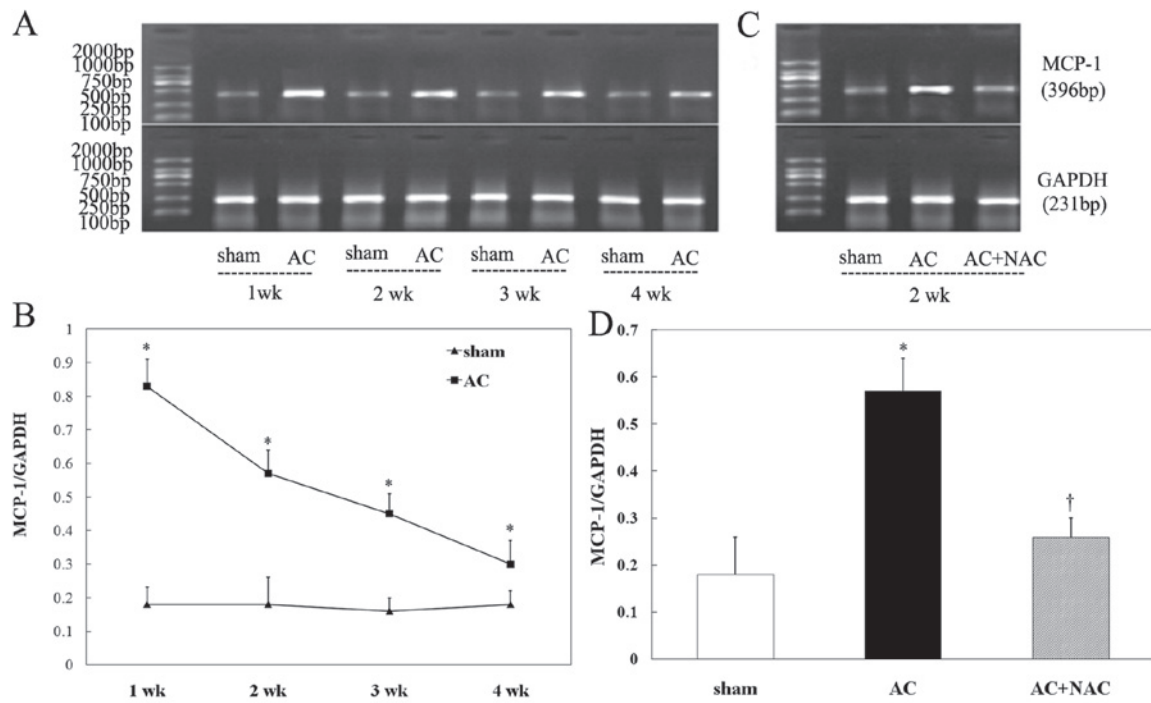 A
2000bp
1000bp
750bp
500bp
250bp
100bp
2000bp
1000bp
750bp
500bp
250bp
100bp
sham AC sham AC sham AC sham AC
1wk 2 wk 3 wk 4 wk
C
MCP-1
(396bp)
GAPDH
(231bp)
sham AC AC+NAC
2 wk
B
MCP-1/GAPDH
1
0.9
0.8
0.7
0.6
0.5
0.4
0.3
0.2
0.1
0
* * * *
sham
AC
1 wk 2 wk 3 wk 4 wk
D
MCP-1/GAPDH
0.7
0.6
0.5
0.4
0.3
0.2
0.1
0
*
†
sham AC AC+NAC